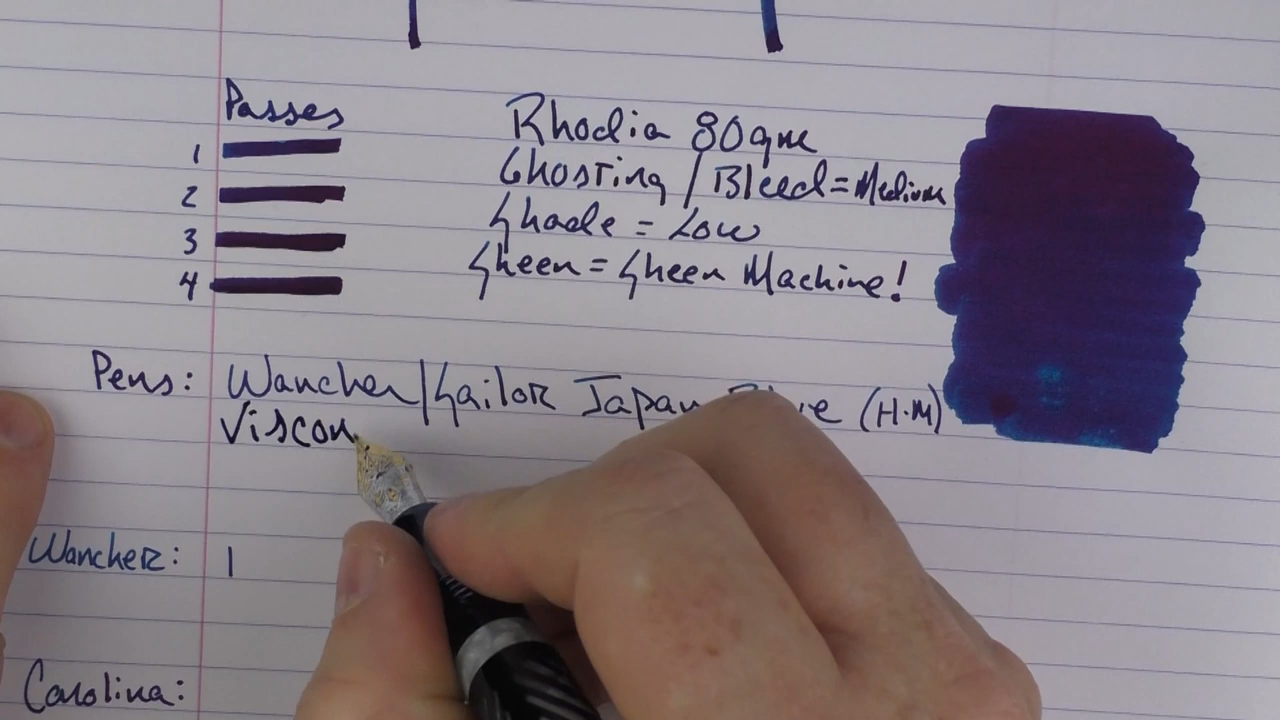 Passes
1
2
3
4
Rhodia 80gm
Ghosting / Bleed = Medium
Shade = Low
Sheen = Sheen Machine!
Pens: Wancher/Sailor Japan (H·M)
Viscon
Wancher: 1
Carolina: